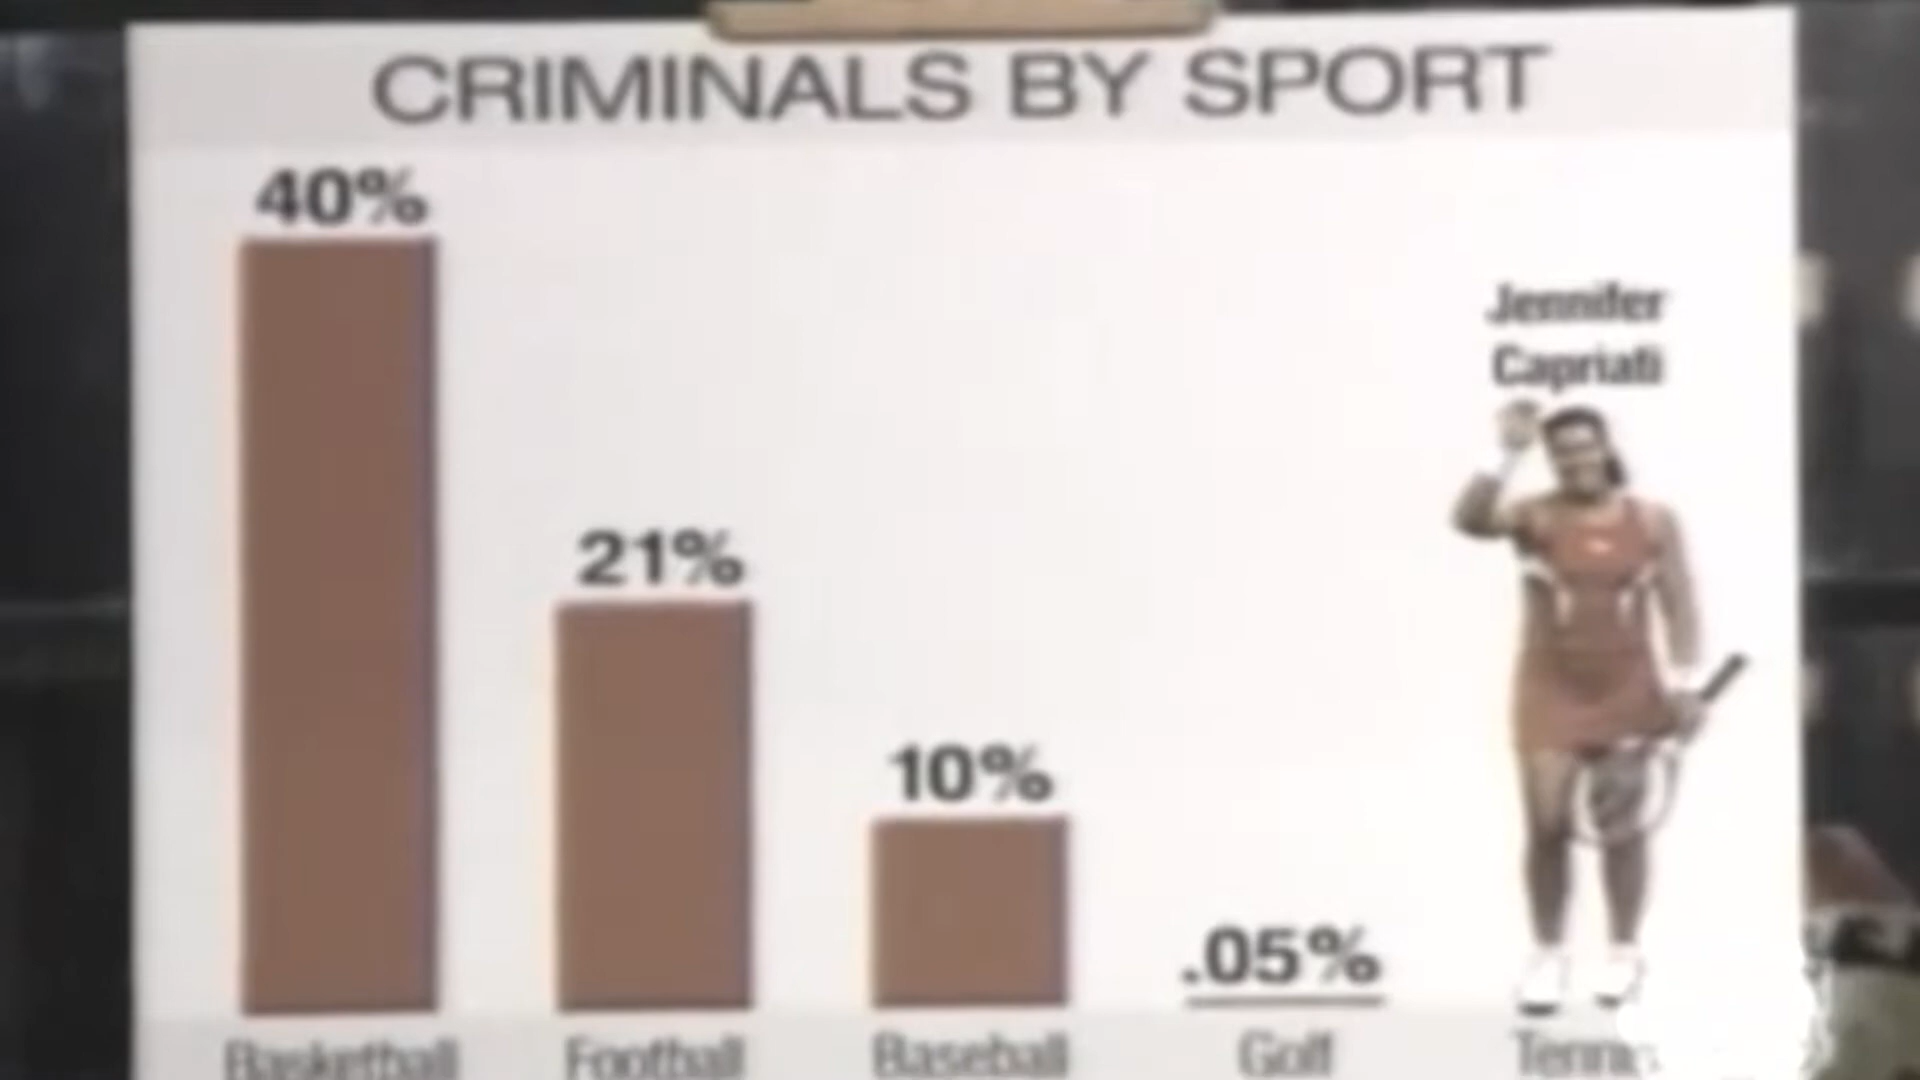 CRIMINALS BY SPORT
40%
21%
10%
.05%
Jennifer
Capriati
Basketball
Football
Baseball
Golf